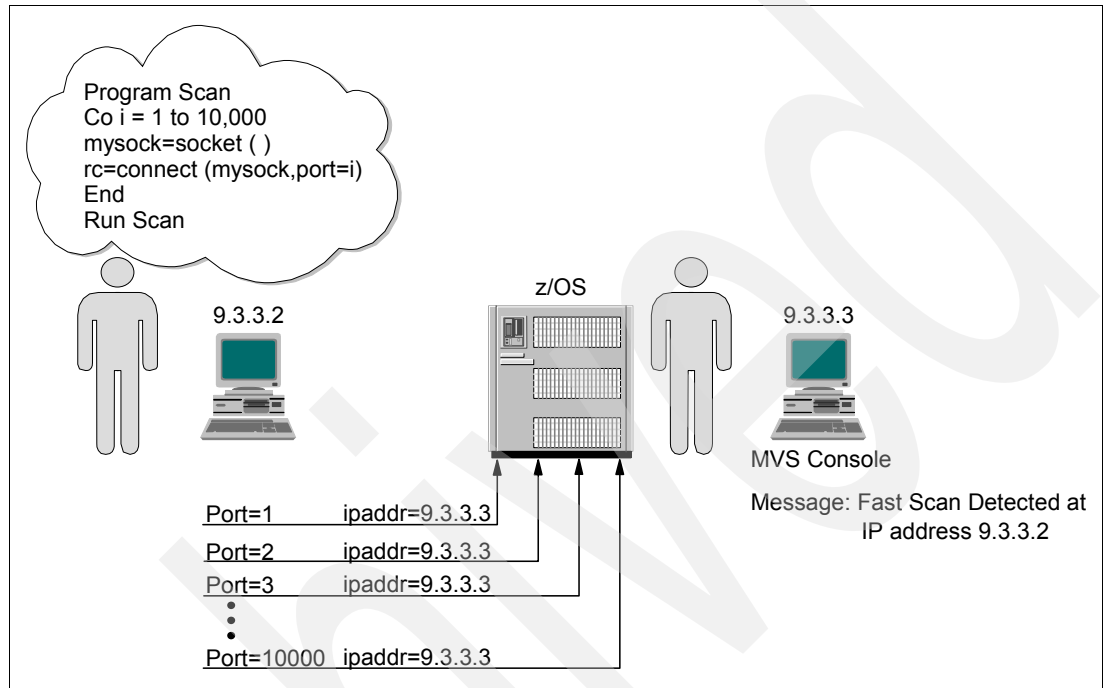 Program Scan
Co i = 1 to 10,000
mysock=socket ( )
rc=connect (mysock,port=i)
End
Run Scan
9.3.3.2
z/OS
9.3.3.3
MVS Console
Message: Fast Scan Detected at
IP address 9.3.3.2
Port=1 ipaddr=9.3.3.3
Port=2 ipaddr=9.3.3.3
Port=3 ipaddr=9.3.3.3
Port=10000 ipaddr=9.3.3.3